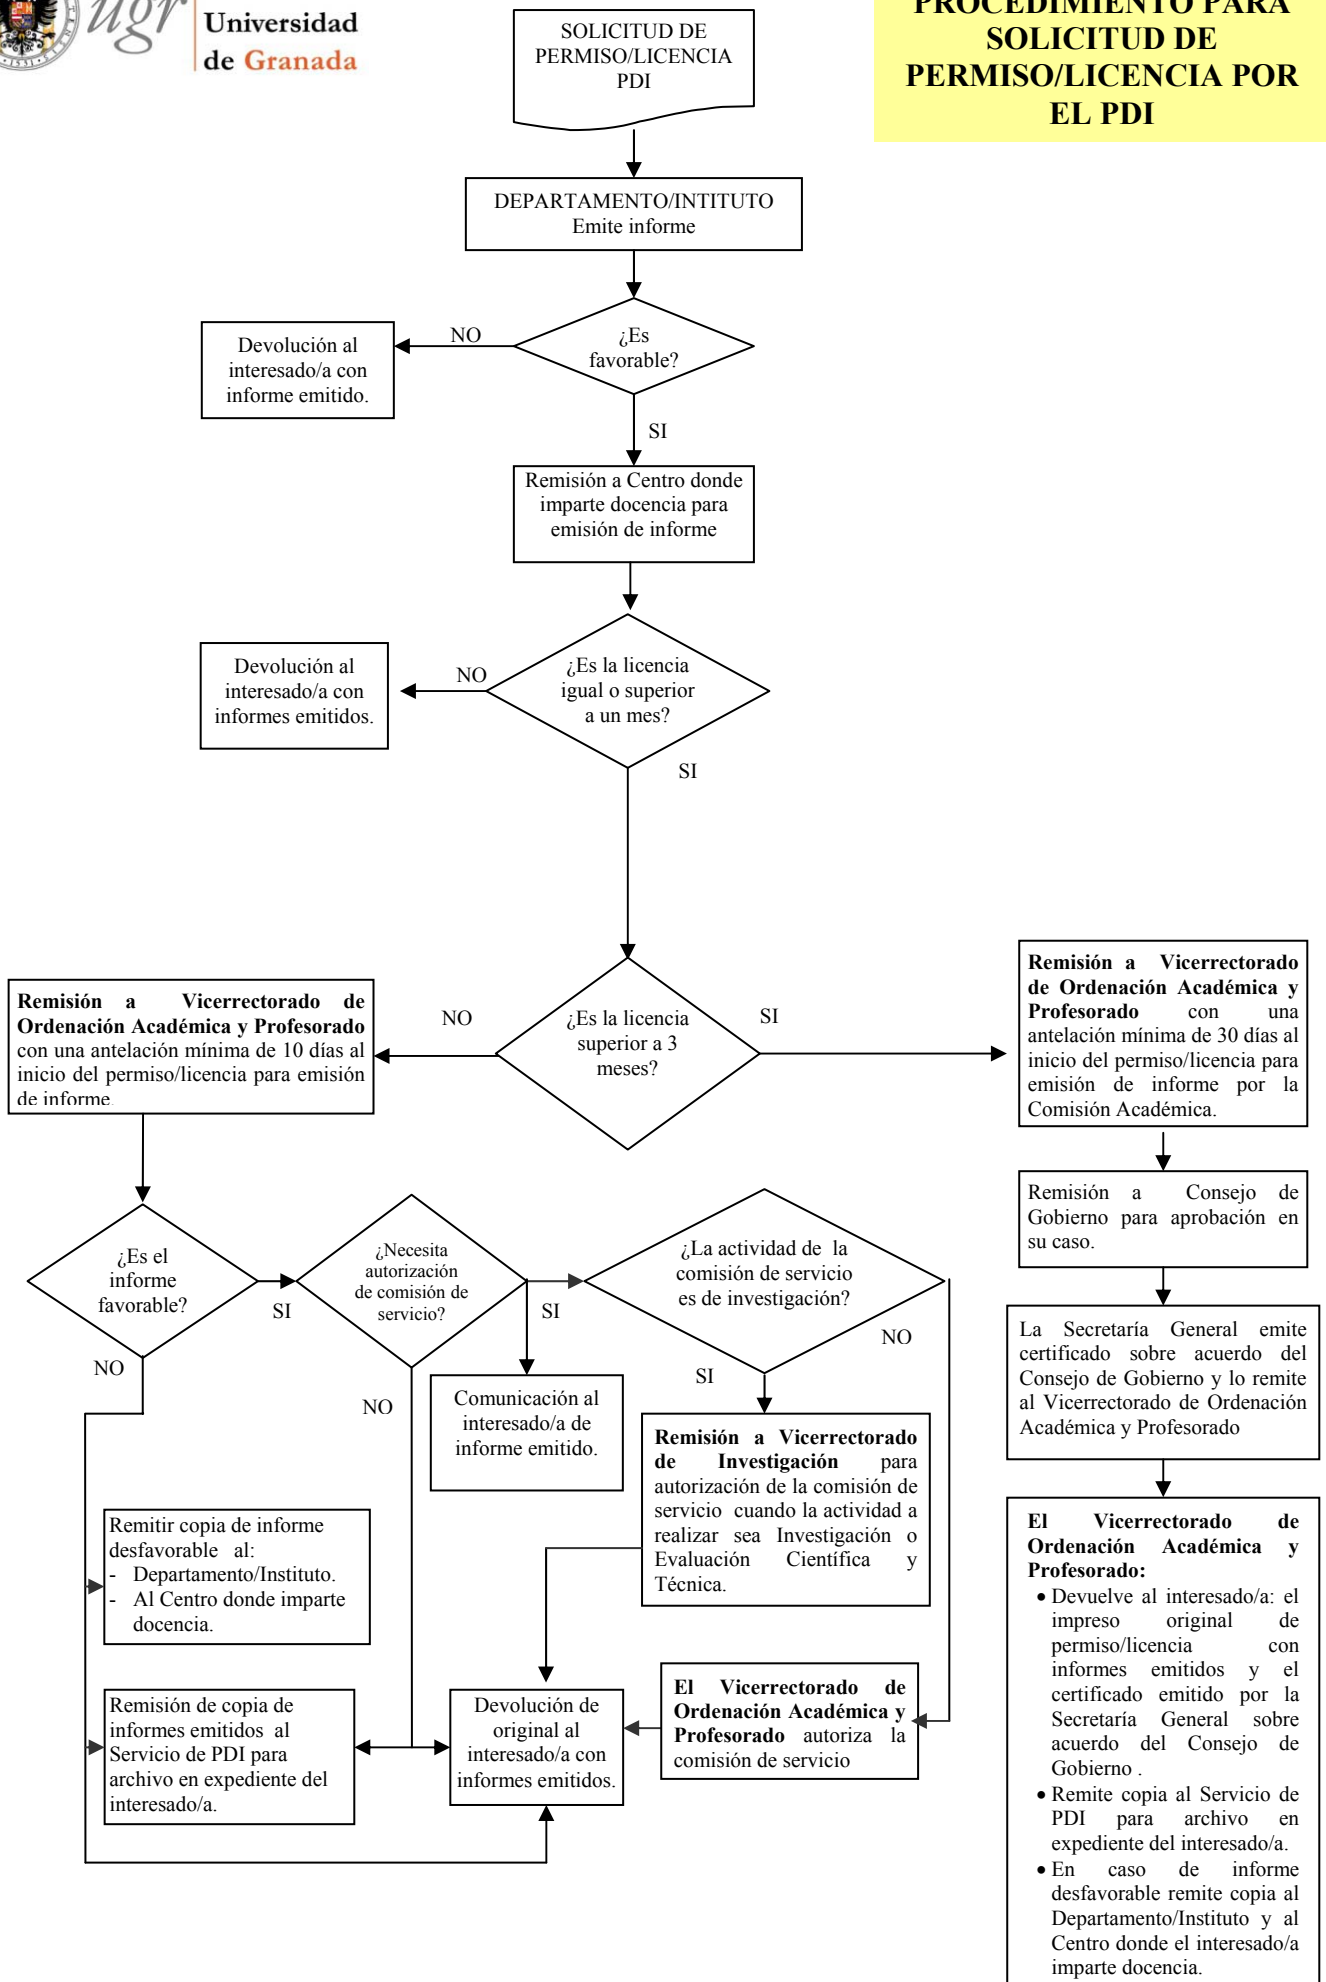 ugr
Universidad
de Granada
1531
SOLICITUD DE
PERMISO/LICENCIA
PDI
PROCEDIMIENTO PARA
SOLICITUD DE
PERMISO/LICENCIA POR
EL PDI
DEPARTAMENTO/INTITUTO
Emite informe
¿Es
favorable?
NO
Devolución al
interesado/a con
informe emitido.
SI
Remisión a Centro donde
imparte docencia para
emisión de informe
¿Es la licencia
igual o superior
a un mes?
NO
Devolución al
interesado/a con
informes emitidos.
SI
¿Es la licencia
superior a 3
meses?
NO
SI
Remisión a Vicerrectorado de
Ordenación Académica y Profesorado
con una antelación mínima de 10 días al
inicio del permiso/licencia para emisión
de informe.
Remisión a Vicerrectorado
de Ordenación Académica y
Profesorado con una
antelación mínima de 30 días al
inicio del permiso/licencia para
emisión de informe por la
Comisión Académica.
Remisión a Consejo de
Gobierno para aprobación en
su caso.
¿Es el
informe
favorable?
SI
NO
¿Necesita
autorización
de comisión de
servicio?
SI
NO
¿La actividad de la
comisión de servicio
es de investigación?
NO
SI
Comunicación al
interesado/a de
informe emitido.
Remisión a Vicerrectorado
de Investigación para
autorización de la comisión de
servicio cuando la actividad a
realizar sea Investigación o
Evaluación Científica y
Técnica.
La Secretaría General emite
certificado sobre acuerdo del
Consejo de Gobierno y lo remite
al Vicerrectorado de Ordenación
Académica y Profesorado
Remitir copia de informe
desfavorable al:
- Departamento/Instituto.
- Al Centro donde imparte
docencia.
Remisión de copia de
informes emitidos al
Servicio de PDI para
archivo en expediente del
interesado/a.
Devolución de
original al
interesado/a con
informes emitidos.
El Vicerrectorado de
Ordenación Académica y
Profesorado autoriza la
comisión de servicio
El Vicerrectorado de
Ordenación Académica y
Profesorado:
• Devuelve al interesado/a: el
impreso original de
permiso/licencia con
informes emitidos y el
certificado emitido por la
Secretaría General sobre
acuerdo del Consejo de
Gobierno .
• Remite copia al Servicio de
PDI para archivo en
expediente del interesado/a.
• En caso de informe
desfavorable remite copia al
Departamento/Instituto y al
Centro donde el interesado/a
imparte docencia.